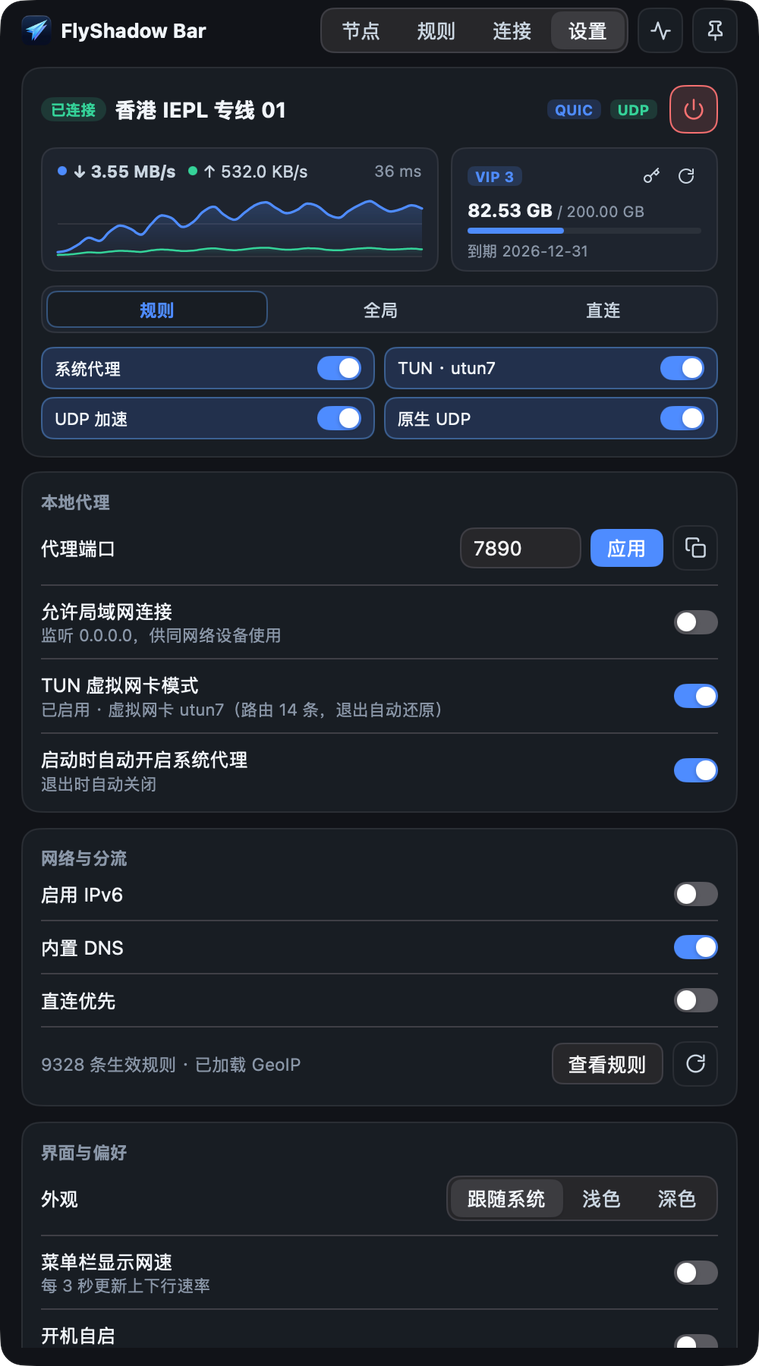 FlyShadow Bar
节点 规则 连接 设置
已连接 香港 IEPL 专线 01 QUIC UDP
↓ 3.55 MB/s ↑ 532.0 KB/s 36 ms
VIP 3
82.53 GB / 200.00 GB
到期 2026-12-31
规则 全局 直连
系统代理 TUN · utun7
UDP 加速 原生 UDP
本地代理
代理端口 7890 应用
允许局域网连接
监听 0.0.0.0，供同网络设备使用
TUN 虚拟网卡模式
已启用 · 虚拟网卡 utun7（路由 14 条，退出自动还原）
启动时自动开启系统代理
退出时自动关闭
网络与分流
启用 IPv6
内置 DNS
直连优先
9328 条生效规则 · 已加载 GeoIP 查看规则
界面与偏好
外观 跟随系统 浅色 深色
菜单栏显示网速
每 3 秒更新上下行速率
开机自启